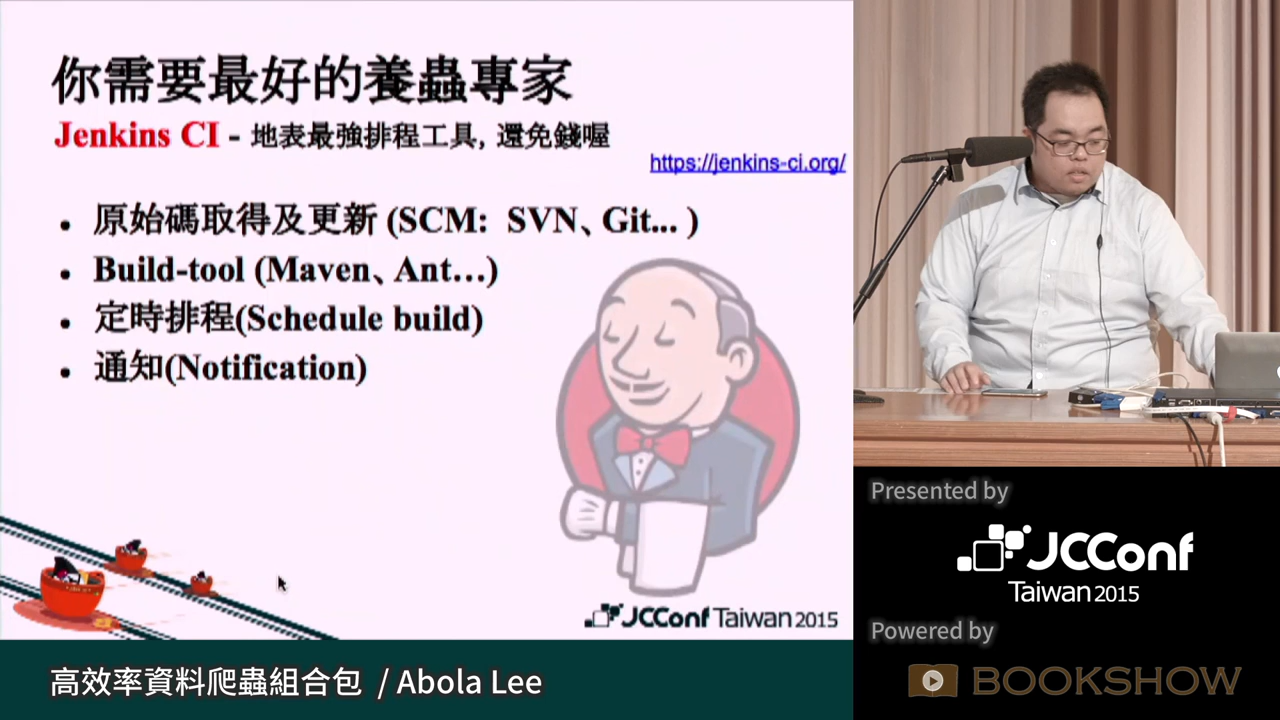 你需要最好的養蟲專家
Jenkins CI - 地表最強排程工具, 還免錢喔
https://jenkins-ci.org/
• 原始碼取得及更新 (SCM: SVN、Git... )
• Build-tool (Maven、Ant…)
• 定時排程(Schedule build)
• 通知(Notification)
JCConf Taiwan 2015
高效率資料爬蟲組合包 / Abola Lee
Presented by
JCConf
Taiwan 2015
Powered by
BOOKSHOW